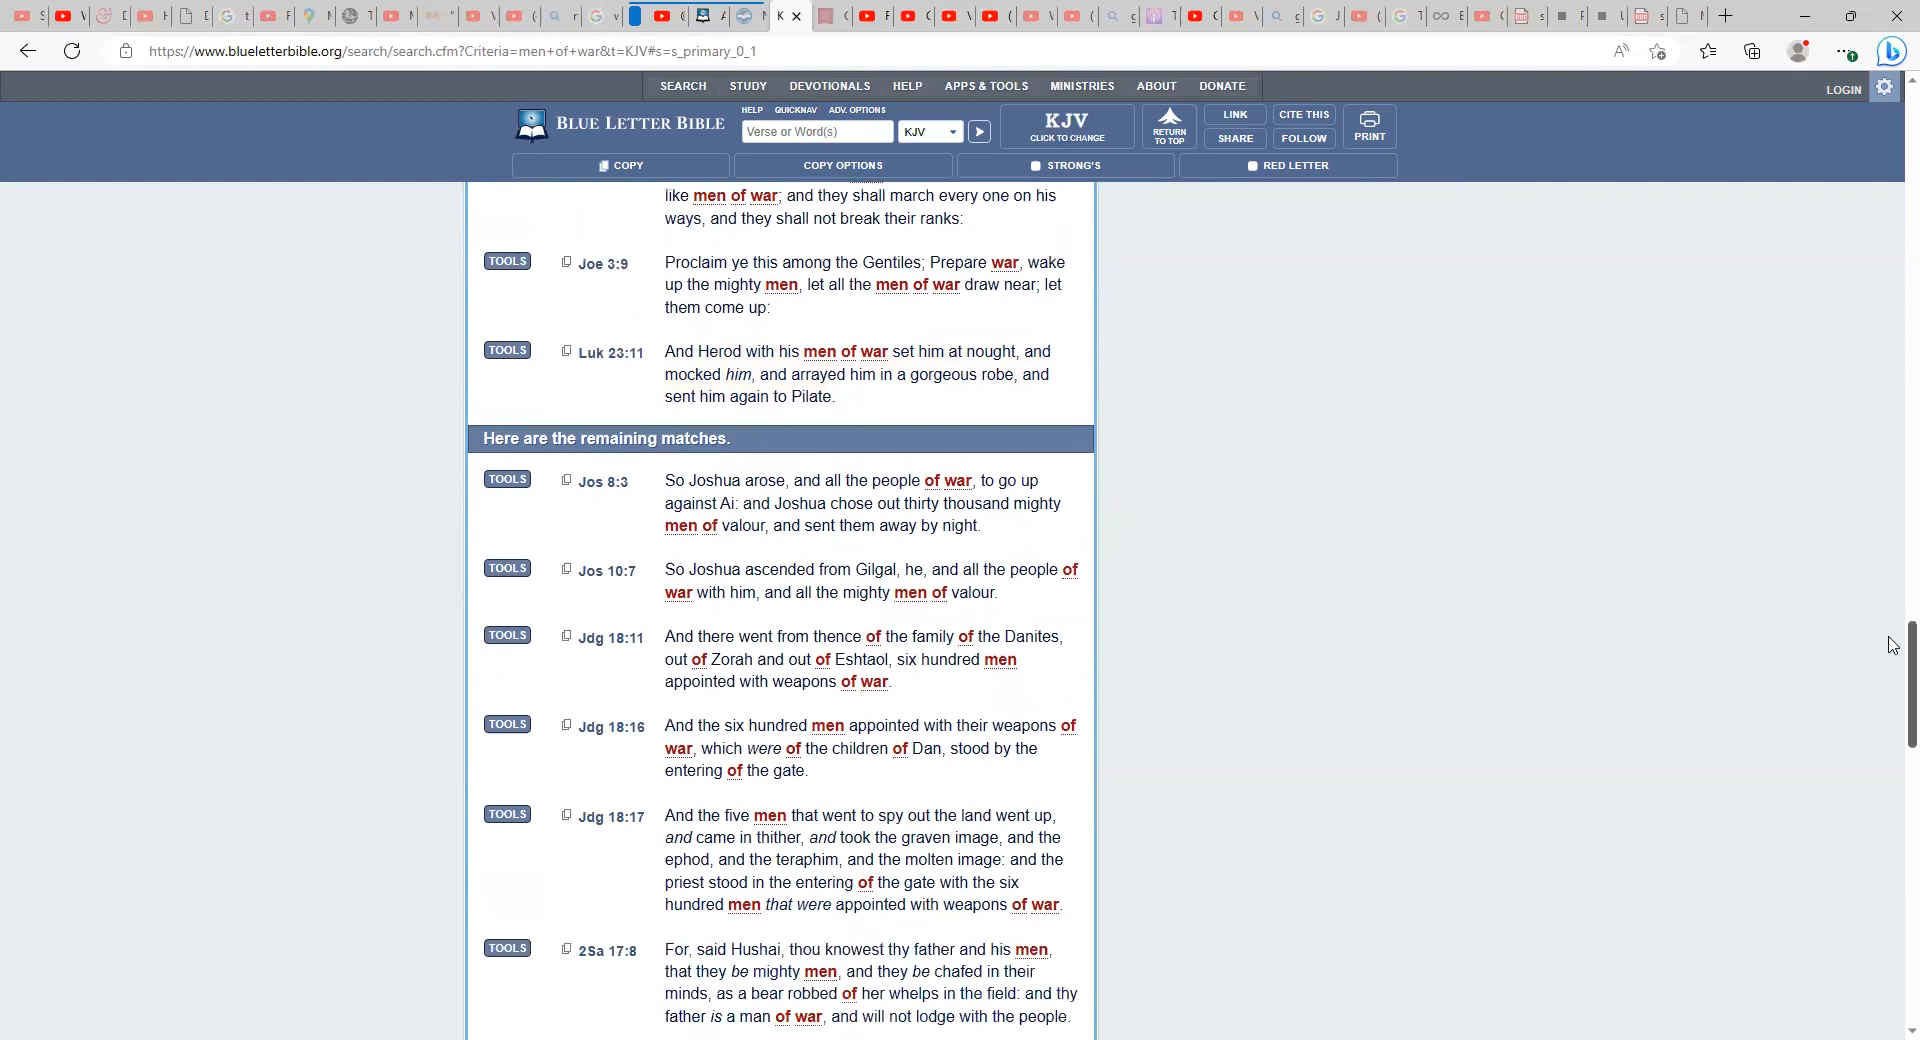 https://www.blueletterbible.org/search/search.cfm?Criteria=men+of+war&t=KJV#s=s_primary_0_1
SEARCH STUDY DEVOTIONALS HELP APPS & TOOLS MINISTRIES ABOUT DONATE
LOGIN
HELP QUICKNAV ADV. OPTIONS
BLUE LETTER BIBLE
Verse or Word(s) KJV
KJV
CLICK TO CHANGE
RETURN
TO TOP
LINK CITE THIS
SHARE FOLLOW
PRINT
COPY COPY OPTIONS STRONG'S RED LETTER
like men of war; and they shall march every one on his
ways, and they shall not break their ranks:
TOOLS Joe 3:9 Proclaim ye this among the Gentiles; Prepare war, wake
up the mighty men, let all the men of war draw near; let
them come up:
TOOLS Luk 23:11 And Herod with his men of war set him at nought, and
mocked him, and arrayed him in a gorgeous robe, and
sent him again to Pilate.
Here are the remaining matches.
TOOLS Jos 8:3 So Joshua arose, and all the people of war, to go up
against Ai: and Joshua chose out thirty thousand mighty
men of valour, and sent them away by night.
TOOLS Jos 10:7 So Joshua ascended from Gilgal, he, and all the people of
war with him, and all the mighty men of valour.
TOOLS Jdg 18:11 And there went from thence of the family of the Danites,
out of Zorah and out of Eshtaol, six hundred men
appointed with weapons of war.
TOOLS Jdg 18:16 And the six hundred men appointed with their weapons of
war, which were of the children of Dan, stood by the
entering of the gate.
TOOLS Jdg 18:17 And the five men that went to spy out the land went up,
and came in thither, and took the graven image, and the
ephod, and the teraphim, and the molten image: and the
priest stood in the entering of the gate with the six
hundred men that were appointed with weapons of war.
TOOLS 2Sa 17:8 For, said Hushai, thou knowest thy father and his men,
that they be mighty men, and they be chafed in their
minds, as a bear robbed of her whelps in the field: and thy
father is a man of war, and will not lodge with the people.